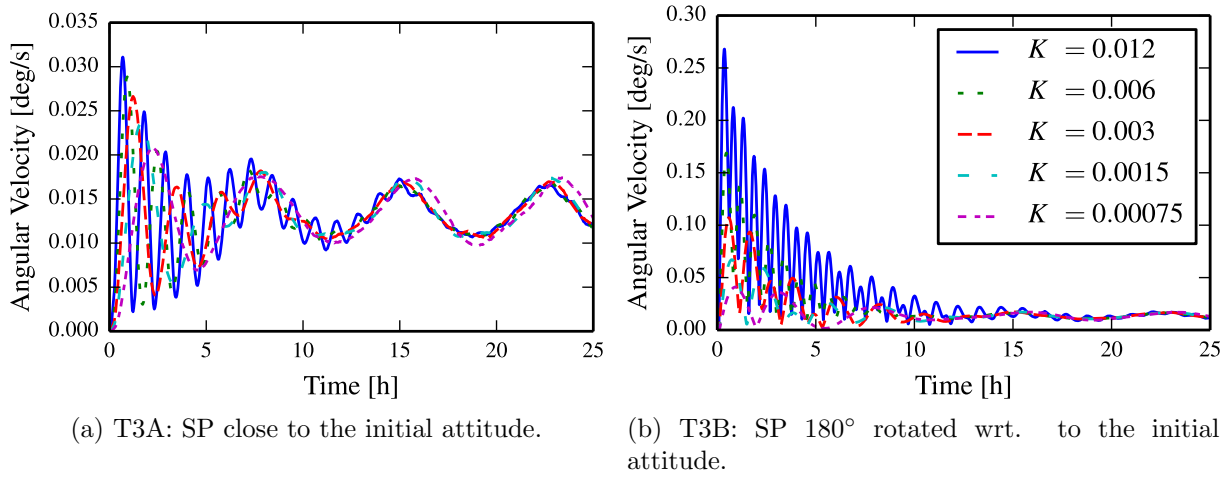 0.035
0.030
0.025
0.020
0.015
0.010
0.005
0.000
Angular Velocity [deg/s]
0 5 10 15 20 25
Time [h]
(a) T3A: SP close to the initial attitude.
0.30
0.25
0.20
0.15
0.10
0.05
0.00
Angular Velocity [deg/s]
K = 0.012
K = 0.006
K = 0.003
K = 0.0015
K = 0.00075
0 5 10 15 20 25
Time [h]
(b) T3B: SP 180° rotated wrt. to the initial
attitude.